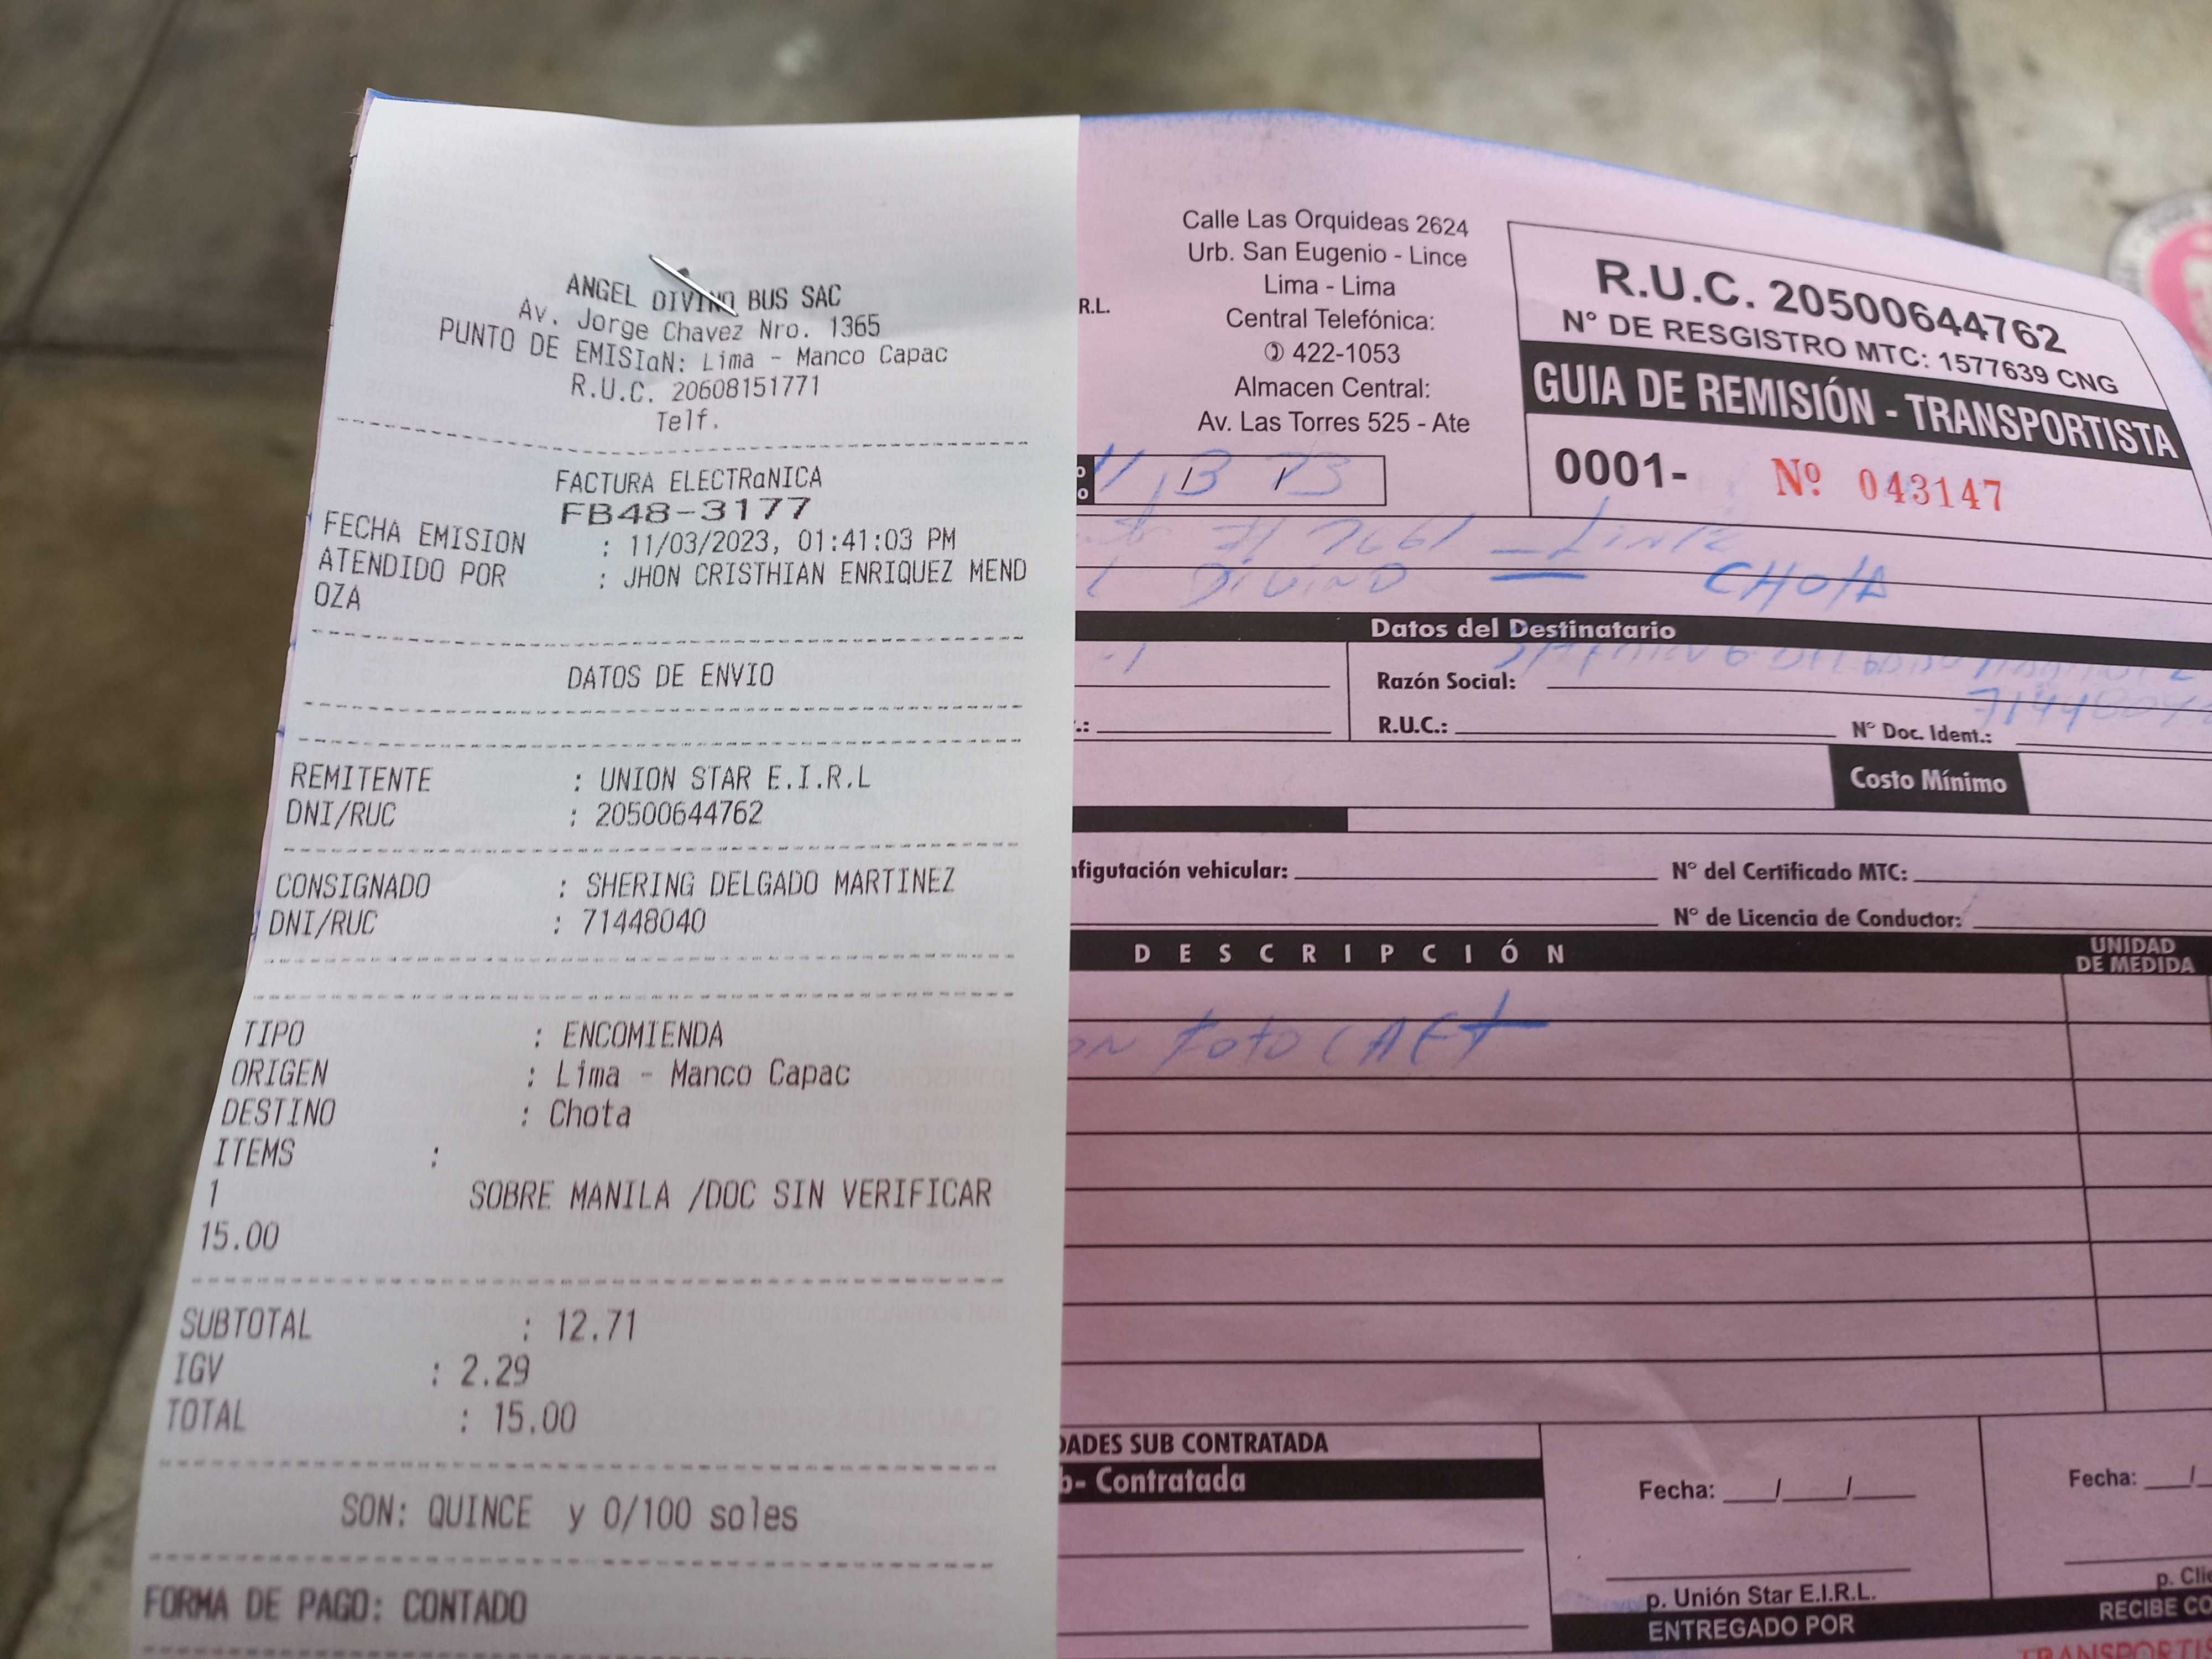 ANGEL DIVINO BUS SAC
Av. Jorge Chavez Nro. 1365
PUNTO DE EMISIaN: Lima - Manco Capac
R.U.C. 20608151771
Telf.
FACTURA ELECTRaNICA
FB48-3177
FECHA EMISION : 11/03/2023, 01:41:03 PM
ATENDIDO POR : JHON CRISTHIAN ENRIQUEZ MEND
OZA
DATOS DE ENVIO
REMITENTE : UNION STAR E.I.R.L
DNI/RUC : 20500644762
CONSIGNADO : SHERING DELGADO MARTINEZ
DNI/RUC : 71448040
TIPO : ENCOMIENDA
ORIGEN : Lima - Manco Capac
DESTINO : Chota
ITEMS :
1 SOBRE MANILA /DOC SIN VERIFICAR
15.00
SUBTOTAL : 12.71
IGV : 2.29
TOTAL : 15.00
SON: QUINCE y 0/100 soles
FORMA DE PAGO: CONTADO
R.L.
Calle Las Orquideas 2624
Urb. San Eugenio - Lince
Lima - Lima
Central Telefónica:
422-1053
Almacen Central:
Av. Las Torres 525 - Ate
R.U.C. 20500644762
N° DE RESGISTRO MTC: 1577639 CNG
GUIA DE REMISIÓN - TRANSPORTISTA
0001- Nº 043147
DIVINO — CHOTA
Datos del Destinatario
Razón Social:
R.U.C.: N° Doc. Ident.:
Costo Mínimo
nfigutación vehicular: N° del Certificado MTC:
N° de Licencia de Conductor:
DESCRIPCIÓN UNIDAD DE MEDIDA
DADES SUB CONTRATADA
b- Contratada
Fecha: / / Fecha: /
p. Unión Star E.I.R.L. p. Clie
ENTREGADO POR RECIBE CO
TRANSPORTIS